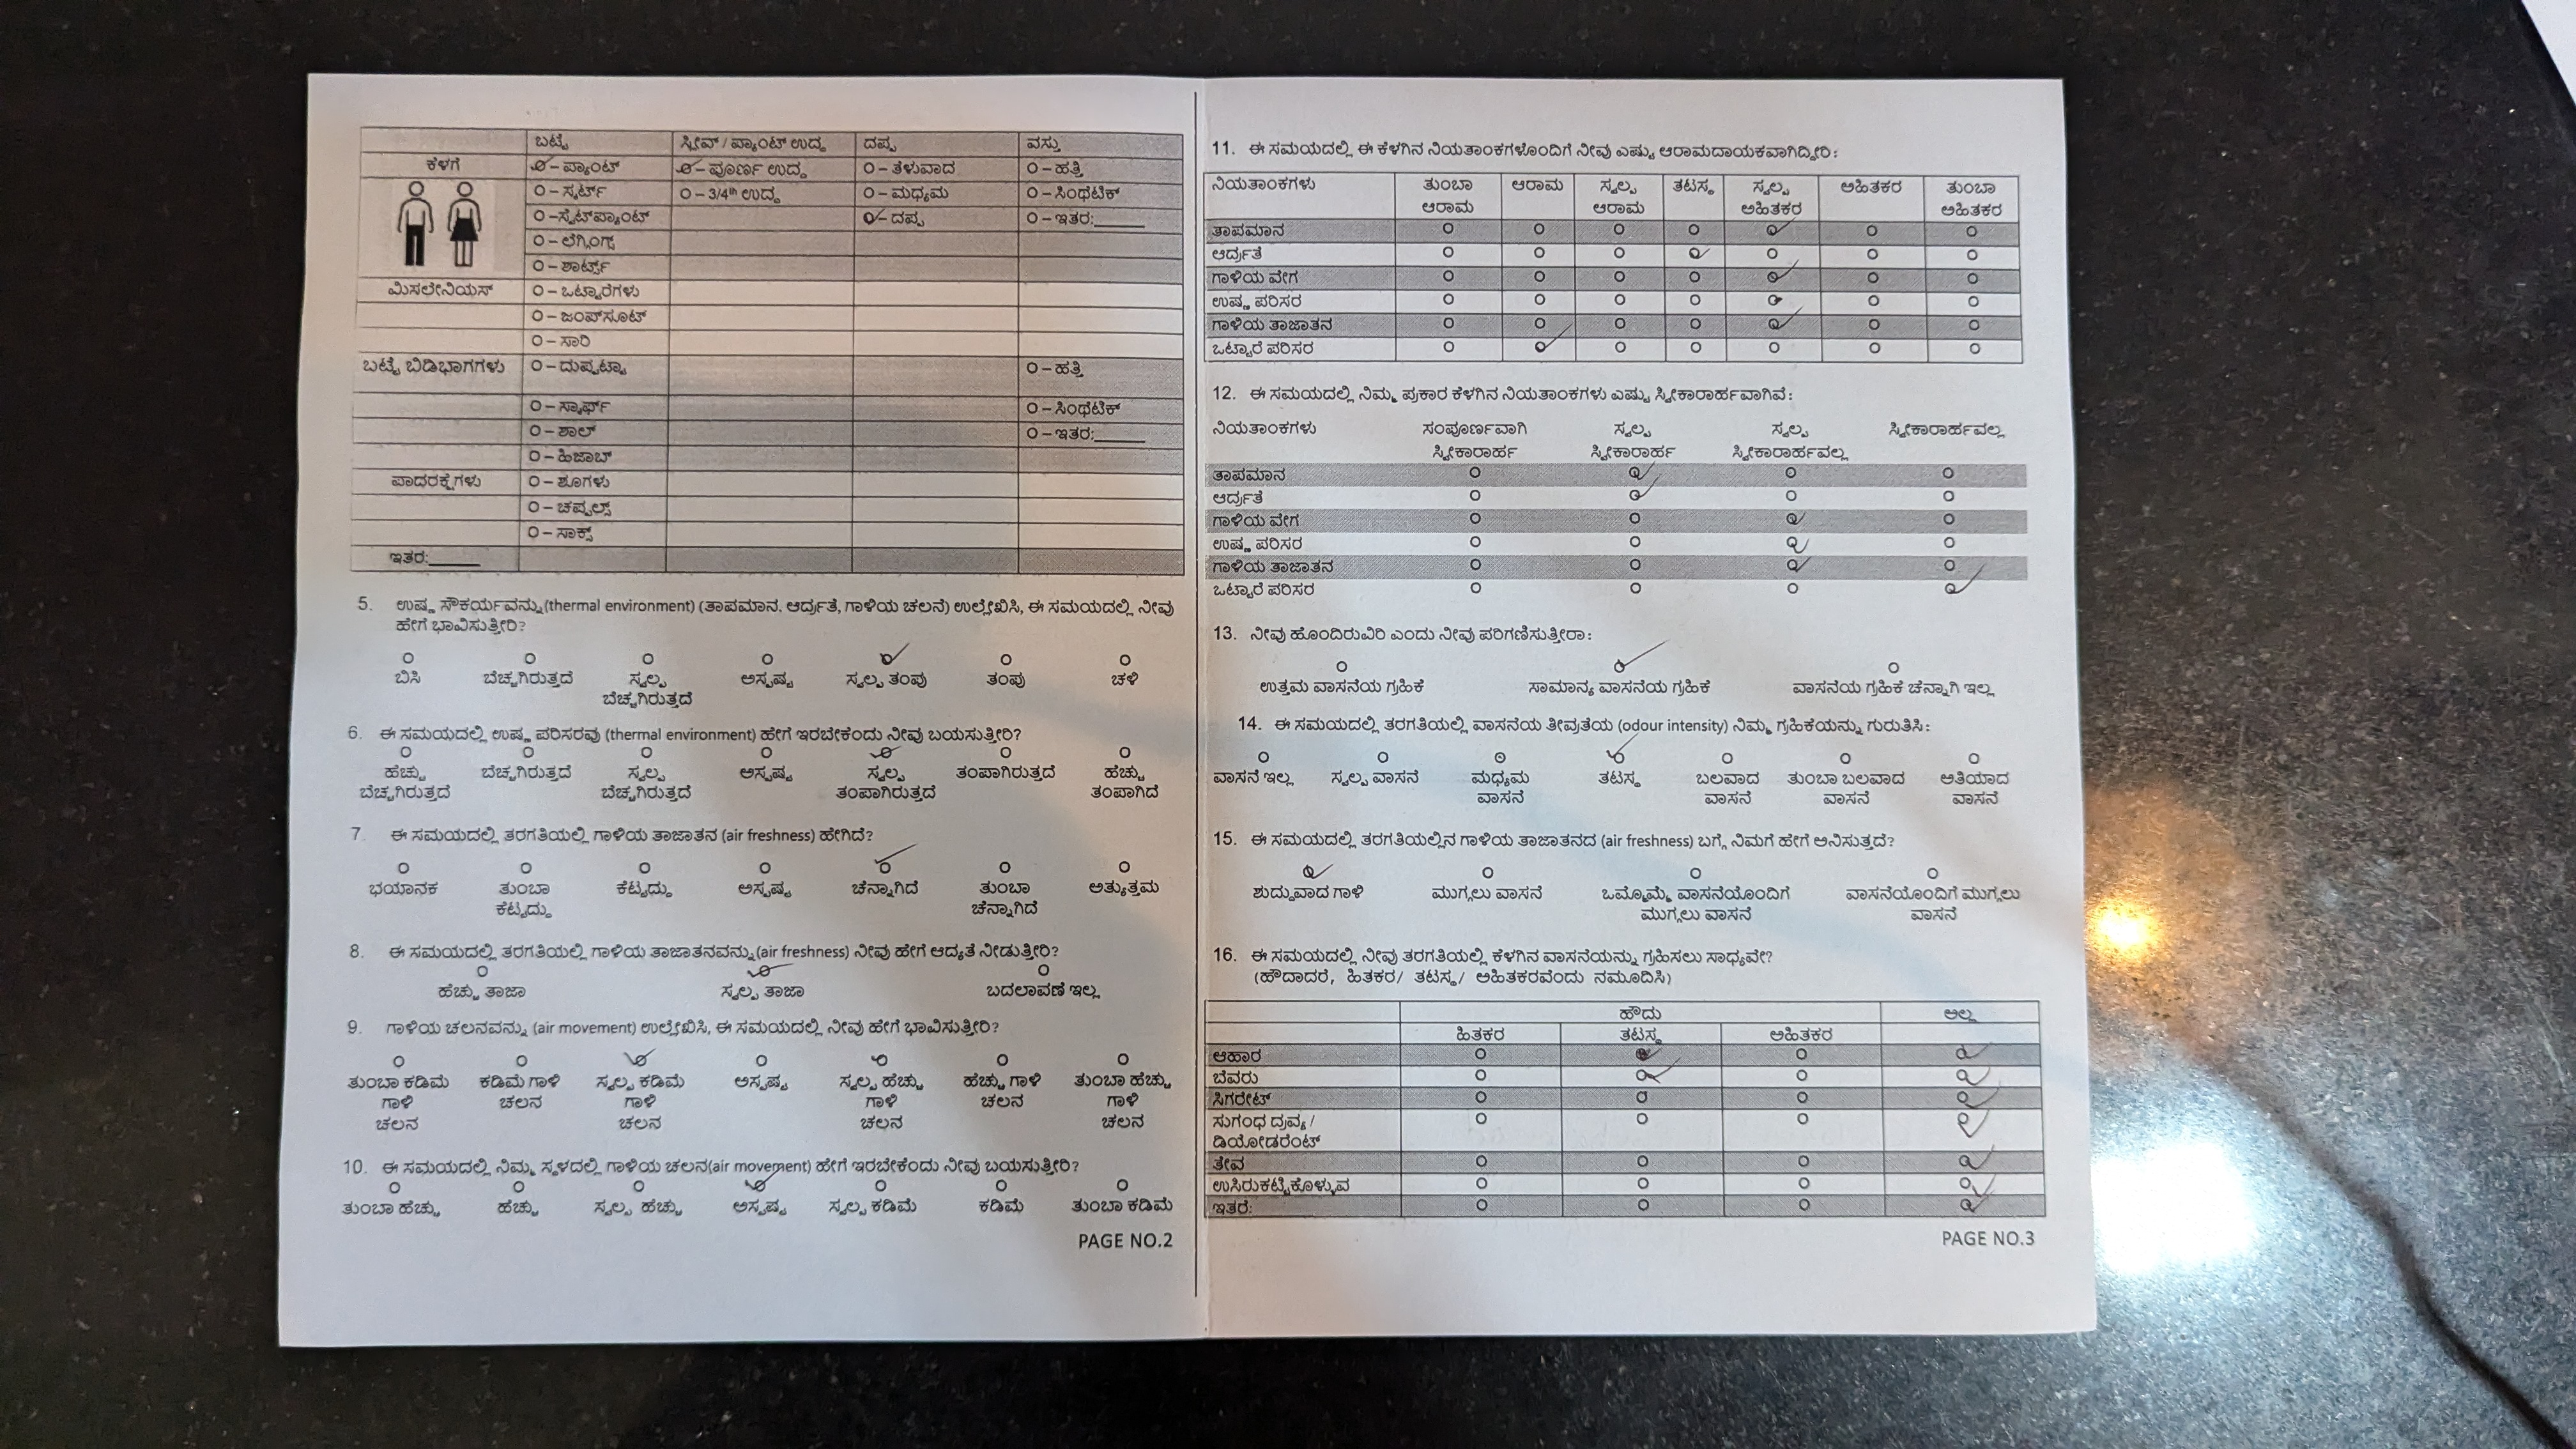 ಬಟ್ಟೆ ಸ್ಲೀವ್ / ಪ್ಯಾಂಟ್ ಉದ್ದ ದಪ್ಪ ವಸ್ತು
ಕೆಳಗೆ O – ಪ್ಯಾಂಟ್ O – ಪೂರ್ಣ ಉದ್ದ O – ತೆಳುವಾದ O – ಹತ್ತಿ
O – ಸ್ಕರ್ಟ್ O – 3/4th ಉದ್ದ O – ಮಧ್ಯಮ O – ಸಿಂಥೆಟಿಕ್
O –ಸ್ವೆಟ್‌ಪ್ಯಾಂಟ್ O – ದಪ್ಪ O – ಇತರ:______
O – ಲೆಗ್ಗಿಂಗ್ಸ್
O – ಶಾರ್ಟ್ಸ್
ಮಿಸಲೇನಿಯಸ್ O – ಒಟ್ಟಾರೆಗಳು
O – ಜಂಪ್‌ಸೂಟ್
O – ಸಾರಿ
ಬಟ್ಟೆ ಬಿಡಿಭಾಗಗಳು O – ದುಪ್ಪಟ್ಟಾ O – ಹತ್ತಿ
O – ಸ್ಕಾರ್ಫ್ O – ಸಿಂಥೆಟಿಕ್
O – ಶಾಲ್ O – ಇತರ:______
O – ಹಿಜಾಬ್
ಪಾದರಕ್ಷೆಗಳು O – ಶೂಗಳು
O – ಚಪ್ಪಲ್ಸ್
O – ಸಾಕ್ಸ್
ಇತರ:______
5. ಉಷ್ಣ ಸೌಕರ್ಯವನ್ನು(thermal environment) (ತಾಪಮಾನ. ಆರ್ದ್ರತೆ, ಗಾಳಿಯ ಚಲನೆ) ಉಲ್ಲೇಖಿಸಿ, ಈ ಸಮಯದಲ್ಲಿ ನೀವು
ಹೇಗೆ ಭಾವಿಸುತ್ತೀರಿ?
ಬಿಸಿ ಬೆಚ್ಚಗಿರುತ್ತದೆ ಸ್ವಲ್ಪ ಅಸ್ಪಷ್ಟ ಸ್ವಲ್ಪ ತಂಪು ತಂಪು ಚಳಿ
ಬೆಚ್ಚಗಿರುತ್ತದೆ
6. ಈ ಸಮಯದಲ್ಲಿ ಉಷ್ಣ ಪರಿಸರವು (thermal environment) ಹೇಗೆ ಇರಬೇಕೆಂದು ನೀವು ಬಯಸುತ್ತೀರಿ?
ಹೆಚ್ಚು ಬೆಚ್ಚಗಿರುತ್ತದೆ ಸ್ವಲ್ಪ ಅಸ್ಪಷ್ಟ ಸ್ವಲ್ಪ ತಂಪಾಗಿರುತ್ತದೆ ಹೆಚ್ಚು
ಬೆಚ್ಚಗಿರುತ್ತದೆ ಬೆಚ್ಚಗಿರುತ್ತದೆ ತಂಪಾಗಿರುತ್ತದೆ ತಂಪಾಗಿದೆ
7. ಈ ಸಮಯದಲ್ಲಿ ತರಗತಿಯಲ್ಲಿ ಗಾಳಿಯ ತಾಜಾತನ (air freshness) ಹೇಗಿದೆ?
ಭಯಾನಕ ತುಂಬಾ ಕೆಟ್ಟದ್ದು ಅಸ್ಪಷ್ಟ ಚೆನ್ನಾಗಿದೆ ತುಂಬಾ ಅತ್ಯುತ್ತಮ
ಕೆಟ್ಟದ್ದು ಚೆನ್ನಾಗಿದೆ
8. ಈ ಸಮಯದಲ್ಲಿ ತರಗತಿಯಲ್ಲಿ ಗಾಳಿಯ ತಾಜಾತನವನ್ನು(air freshness) ನೀವು ಹೇಗೆ ಆದ್ಯತೆ ನೀಡುತ್ತೀರಿ?
ಹೆಚ್ಚು ತಾಜಾ ಸ್ವಲ್ಪ ತಾಜಾ ಬದಲಾವಣೆ ಇಲ್ಲ
9. ಗಾಳಿಯ ಚಲನವನ್ನು (air movement) ಉಲ್ಲೇಖಿಸಿ, ಈ ಸಮಯದಲ್ಲಿ ನೀವು ಹೇಗೆ ಭಾವಿಸುತ್ತೀರಿ?
ತುಂಬಾ ಕಡಿಮೆ ಕಡಿಮೆ ಗಾಳಿ ಸ್ವಲ್ಪ ಕಡಿಮೆ ಅಸ್ಪಷ್ಟ ಸ್ವಲ್ಪ ಹೆಚ್ಚು ಹೆಚ್ಚು ಗಾಳಿ ತುಂಬಾ ಹೆಚ್ಚು
ಗಾಳಿ ಚಲನ ಗಾಳಿ ಗಾಳಿ ಚಲನ ಗಾಳಿ
ಚಲನ ಚಲನ ಚಲನ ಚಲನ
10. ಈ ಸಮಯದಲ್ಲಿ ನಿಮ್ಮ ಸ್ಥಳದಲ್ಲಿ ಗಾಳಿಯ ಚಲನ(air movement) ಹೇಗೆ ಇರಬೇಕೆಂದು ನೀವು ಬಯಸುತ್ತೀರಿ?
ತುಂಬಾ ಹೆಚ್ಚು ಹೆಚ್ಚು ಸ್ವಲ್ಪ ಹೆಚ್ಚು ಅಸ್ಪಷ್ಟ ಸ್ವಲ್ಪ ಕಡಿಮೆ ಕಡಿಮೆ ತುಂಬಾ ಕಡಿಮೆ
PAGE NO.2
11. ಈ ಸಮಯದಲ್ಲಿ ಈ ಕೆಳಗಿನ ನಿಯತಾಂಕಗಳೊಂದಿಗೆ ನೀವು ಎಷ್ಟು ಆರಾಮದಾಯಕವಾಗಿದ್ದೀರಿ:
ನಿಯತಾಂಕಗಳು ತುಂಬಾ ಆರಾಮ ಸ್ವಲ್ಪ ತಟಸ್ಥ ಸ್ವಲ್ಪ ಅಹಿತಕರ ತುಂಬಾ
ಆರಾಮ ಆರಾಮ ಅಹಿತಕರ ಅಹಿತಕರ
ತಾಪಮಾನ
ಆರ್ದ್ರತೆ
ಗಾಳಿಯ ವೇಗ
ಉಷ್ಣ ಪರಿಸರ
ಗಾಳಿಯ ತಾಜಾತನ
ಒಟ್ಟಾರೆ ಪರಿಸರ
12. ಈ ಸಮಯದಲ್ಲಿ ನಿಮ್ಮ ಪ್ರಕಾರ ಕೆಳಗಿನ ನಿಯತಾಂಕಗಳು ಎಷ್ಟು ಸ್ವೀಕಾರಾರ್ಹವಾಗಿವೆ:
ನಿಯತಾಂಕಗಳು ಸಂಪೂರ್ಣವಾಗಿ ಸ್ವಲ್ಪ ಸ್ವಲ್ಪ ಸ್ವೀಕಾರಾರ್ಹವಲ್ಲ
ಸ್ವೀಕಾರಾರ್ಹ ಸ್ವೀಕಾರಾರ್ಹ ಸ್ವೀಕಾರಾರ್ಹವಲ್ಲ
ತಾಪಮಾನ
ಆರ್ದ್ರತೆ
ಗಾಳಿಯ ವೇಗ
ಉಷ್ಣ ಪರಿಸರ
ಗಾಳಿಯ ತಾಜಾತನ
ಒಟ್ಟಾರೆ ಪರಿಸರ
13. ನೀವು ಹೊಂದಿರುವಿರಿ ಎಂದು ನೀವು ಪರಿಗಣಿಸುತ್ತೀರಾ:
ಉತ್ತಮ ವಾಸನೆಯ ಗ್ರಹಿಕೆ ಸಾಮಾನ್ಯ ವಾಸನೆಯ ಗ್ರಹಿಕೆ ವಾಸನೆಯ ಗ್ರಹಿಕೆ ಚೆನ್ನಾಗಿ ಇಲ್ಲ
14. ಈ ಸಮಯದಲ್ಲಿ ತರಗತಿಯಲ್ಲಿ ವಾಸನೆಯ ತೀವ್ರತೆಯ (odour intensity) ನಿಮ್ಮ ಗ್ರಹಿಕೆಯನ್ನು ಗುರುತಿಸಿ:
ವಾಸನೆ ಇಲ್ಲ ಸ್ವಲ್ಪ ವಾಸನೆ ಮಧ್ಯಮ ತಟಸ್ಥ ಬಲವಾದ ತುಂಬಾ ಬಲವಾದ ಅತಿಯಾದ
ವಾಸನೆ ವಾಸನೆ ವಾಸನೆ ವಾಸನೆ
15. ಈ ಸಮಯದಲ್ಲಿ ತರಗತಿಯಲ್ಲಿನ ಗಾಳಿಯ ತಾಜಾತನದ (air freshness) ಬಗ್ಗೆ ನಿಮಗೆ ಹೇಗೆ ಅನಿಸುತ್ತದೆ?
ಶುದ್ದುವಾದ ಗಾಳಿ ಮುಗ್ಗಲು ವಾಸನೆ ಒಮ್ಮೊಮ್ಮೆ ವಾಸನೆಯೊಂದಿಗೆ ವಾಸನೆಯೊಂದಿಗೆ ಮುಗ್ಗಲು
ಮುಗ್ಗಲು ವಾಸನೆ ವಾಸನೆ
16. ಈ ಸಮಯದಲ್ಲಿ ನೀವು ತರಗತಿಯಲ್ಲಿ ಕೆಳಗಿನ ವಾಸನೆಯನ್ನು ಗ್ರಹಿಸಲು ಸಾಧ್ಯವೇ?
(ಹೌದಾದರೆ, ಹಿತಕರ/ ತಟಸ್ಥ/ ಅಹಿತಕರವೆಂದು ನಮೂದಿಸಿ)
ಹೌದು ಅಲ್ಲ
ಹಿತಕರ ತಟಸ್ಥ ಅಹಿತಕರ
ಆಹಾರ
ಬೆವರು
ಸಿಗರೇಟ್
ಸುಗಂಧ ದ್ರವ್ಯ /
ಡಿಯೋಡರೆಂಟ್
ತೇವ
ಉಸಿರುಕಟ್ಟಿಕೊಳ್ಳುವ
ಇತರೆ:
PAGE NO.3